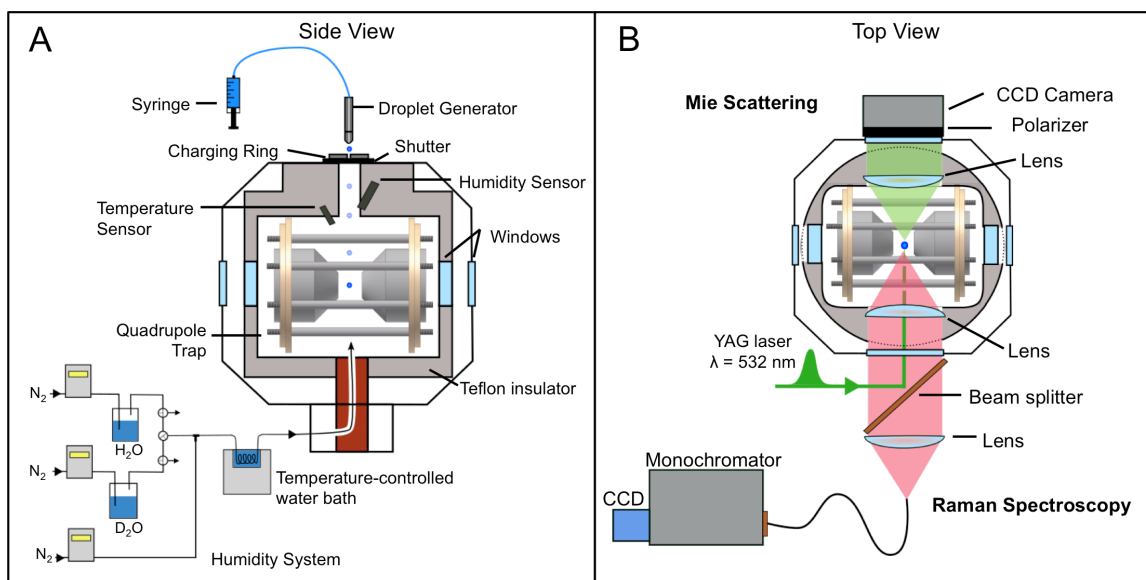 A
Side View
Syringe
Droplet Generator
Charging Ring
Shutter
Humidity Sensor
Temperature
Sensor
Windows
Quadrupole
Trap
Teflon insulator
N₂
H₂O
N₂
D₂O
N₂
Temperature-controlled
water bath
Humidity System
B
Top View
Mie Scattering
CCD Camera
Polarizer
Lens
YAG laser
λ = 532 nm
Lens
Beam splitter
Lens
Monochromator
CCD
Raman Spectroscopy